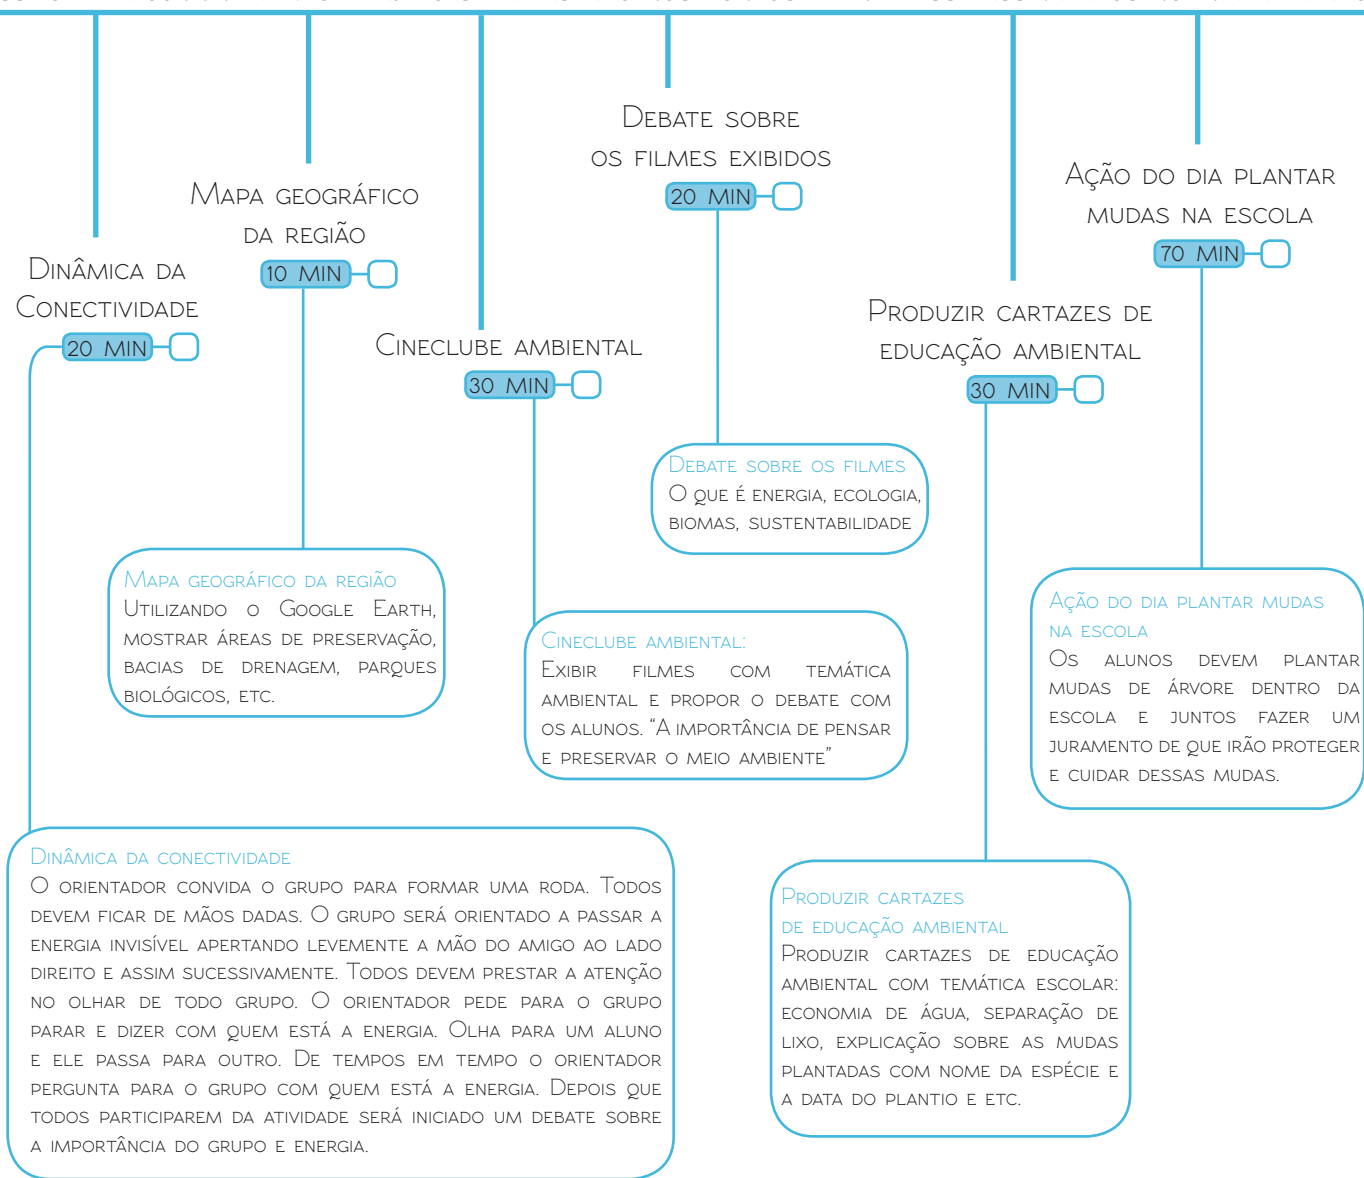 Dinâmica da
Conectividade
20 min
Mapa geográfico
da região
10 min
Cineclube ambiental
30 min
Debate sobre
os filmes exibidos
20 min
Produzir cartazes de
educação ambiental
30 min
Ação do dia plantar
mudas na escola
70 min
Debate sobre os filmes
O que é energia, ecologia,
biomas, sustentabilidade
Mapa geográfico da região
Utilizando o Google Earth,
mostrar áreas de preservação,
bacias de drenagem, parques
biológicos, etc.
Cineclube ambiental:
Exibir filmes com temática
ambiental e propor o debate com
os alunos. “A importância de pensar
e preservar o meio ambiente”
Ação do dia plantar mudas
na escola
Os alunos devem plantar
mudas de árvore dentro da
escola e juntos fazer um
juramento de que irão proteger
e cuidar dessas mudas.
Dinâmica da conectividade
O orientador convida o grupo para formar uma roda. Todos
devem ficar de mãos dadas. O grupo será orientado a passar a
energia invisível apertando levemente a mão do amigo ao lado
direito e assim sucessivamente. Todos devem prestar a atenção
no olhar de todo grupo. O orientador pede para o grupo
parar e dizer com quem está a energia. Olha para um aluno
e ele passa para outro. De tempos em tempo o orientador
pergunta para o grupo com quem está a energia. Depois que
todos participarem da atividade será iniciado um debate sobre
a importância do grupo e energia.
Produzir cartazes
de educação ambiental
Produzir cartazes de educação
ambiental com temática escolar:
economia de água, separação de
lixo, explicação sobre as mudas
plantadas com nome da espécie e
a data do plantio e etc.